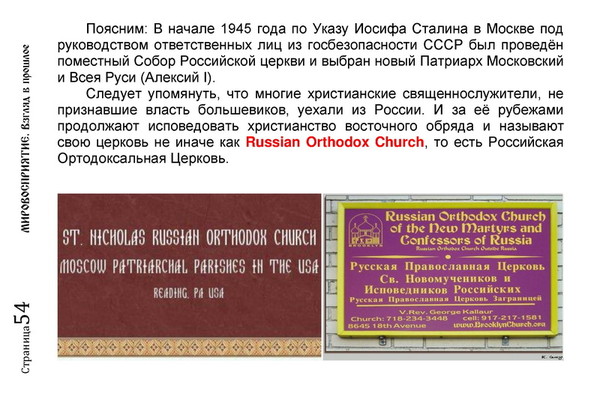 Поясним: В начале 1945 года по Указу Иосифа Сталина в Москве под
руководством ответственных лиц из госбезопасности СССР был проведён
поместный Собор Российской церкви и выбран новый Патриарх Московский
и Всея Руси (Алексий I).
Следует упомянуть, что многие христианские священнослужители, не
признавшие власть большевиков, уехали из России. И за её рубежами
продолжают исповедовать христианство восточного обряда и называют
свою церковь не иначе как Russian Orthodox Church, то есть Российская
Ортодоксальная Церковь.
ST. NICHOLAS RUSSIAN ORTHODOX CHURCH
MOSCOW PATRIARCHAL PARISHES IN THE USA
READING, PA USA
Russian Orthodox Church
of the New Martyrs and
Confessors of Russia
Russian Orthodox Church Outside Russia
Русская Православная Церковь
Св. Новомучеников и
Исповедников Российских
Русская Православная Церковь Заграницей
V.Rev. George Kallaur
Church: 718-234-3448 cell: 917-217-1581
8645 18th Avenue www.BrooklynChurch.org
МИРОВОСПРИЯТИЕ. Взгляд в прошлое
Страница 54